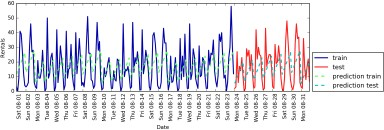 60
50
40
30
20
10
0
Rentals
Sat 08-01
Sun 08-02
Mon 08-03
Tue 08-04
Wed 08-05
Thu 08-06
Fri 08-07
Sat 08-08
Sun 08-09
Mon 08-10
Tue 08-11
Wed 08-12
Thu 08-13
Fri 08-14
Sat 08-15
Sun 08-16
Mon 08-17
Tue 08-18
Wed 08-19
Thu 08-20
Fri 08-21
Sat 08-22
Sun 08-23
Mon 08-24
Tue 08-25
Wed 08-26
Thu 08-27
Fri 08-28
Sat 08-29
Sun 08-30
Mon 08-31
Date
train
test
prediction train
prediction test